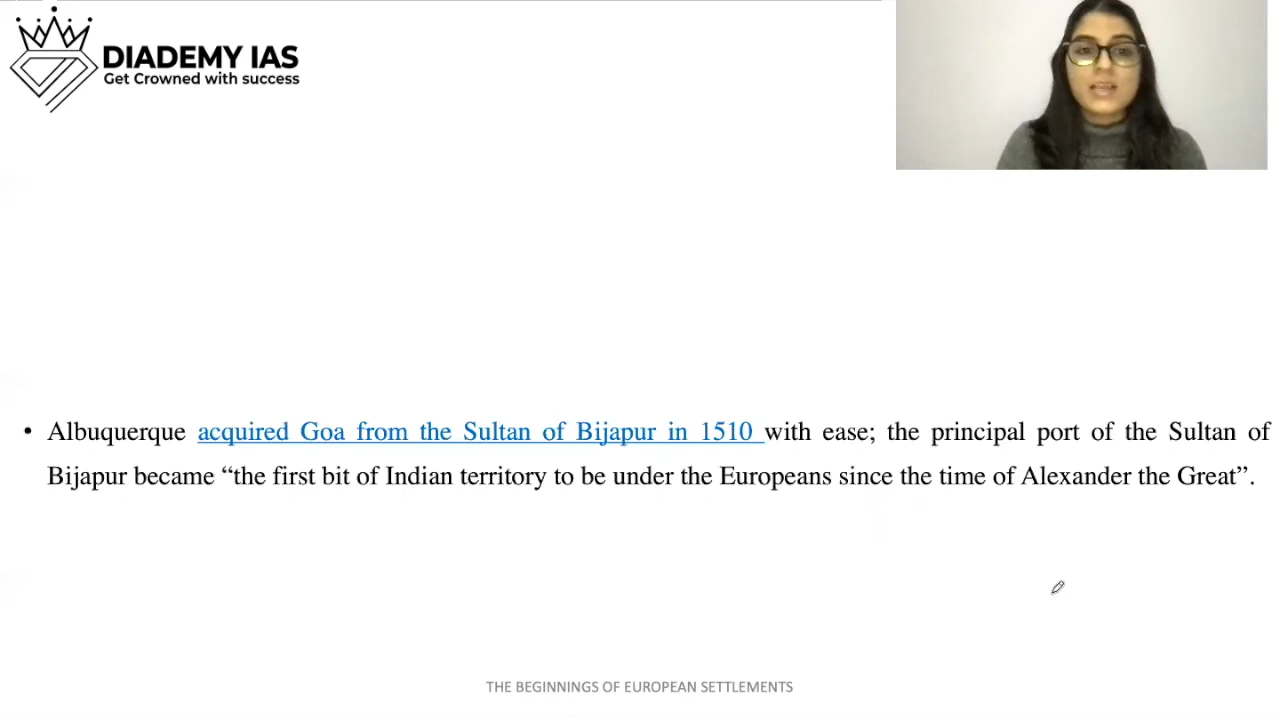 DIADEMY IAS
Get Crowned with success
• Albuquerque acquired Goa from the Sultan of Bijapur in 1510 with ease; the principal port of the Sultan of
Bijapur became “the first bit of Indian territory to be under the Europeans since the time of Alexander the Great”.
THE BEGINNINGS OF EUROPEAN SETTLEMENTS